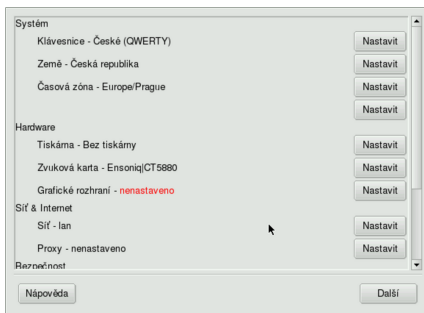 Systém
Klávesnice - České (QWERTY) Nastavit
Země - Česká republika Nastavit
Časová zóna - Europe/Prague Nastavit
Nastavit
Hardware
Tiskárna - Bez tiskárny Nastavit
Zvuková karta - Ensoniq|CT5880 Nastavit
Grafické rozhraní - nenastaveno Nastavit
Síť & Internet
Síť - lan Nastavit
Proxy - nenastaveno Nastavit
Bezpečnost
Nápověda Další